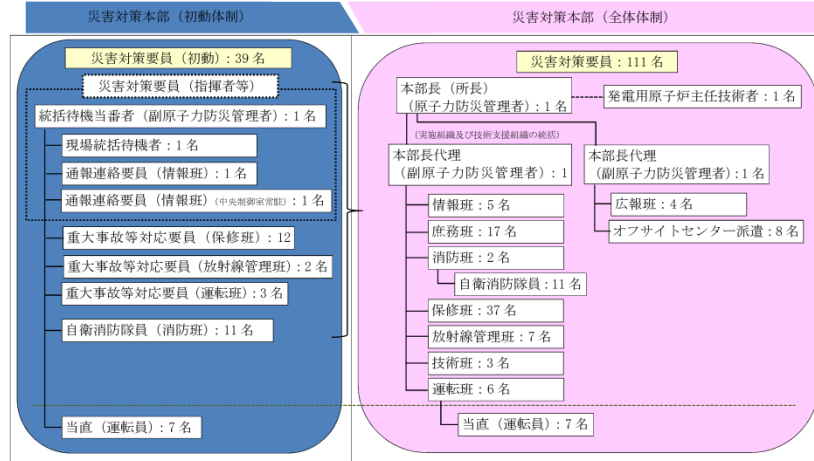 災害対策本部（初動体制）
災害対策要員（初動）：39 名
災害対策要員（指揮者等）
統括待機当番者（副原子力防災管理者）：1 名
現場統括待機者：1 名
通報連絡要員（情報班）：1 名
通報連絡要員（情報班）（中央制御室常駐）：1 名
重大事故等対応要員（保修班）：12
重大事故等対応要員（放射線管理班）：2 名
重大事故等対応要員（運転班）：3 名
自衛消防隊員（消防班）：11 名
当直（運転員）：7 名
災害対策本部（全体体制）
災害対策要員：111 名
本部長（所長）
（原子力防災管理者）：1 名
発電用原子炉主任技術者：1 名
（実施組織及び技術支援組織の統括）
本部長代理
（副原子力防災管理者）：1
本部長代理
（副原子力防災管理者）：1 名
情報班：5 名
庶務班：17 名
消防班：2 名
自衛消防隊員：11 名
保修班：37 名
放射線管理班：7 名
技術班：3 名
運転班：6 名
当直（運転員）：7 名
広報班：4 名
オフサイトセンター派遣：8 名